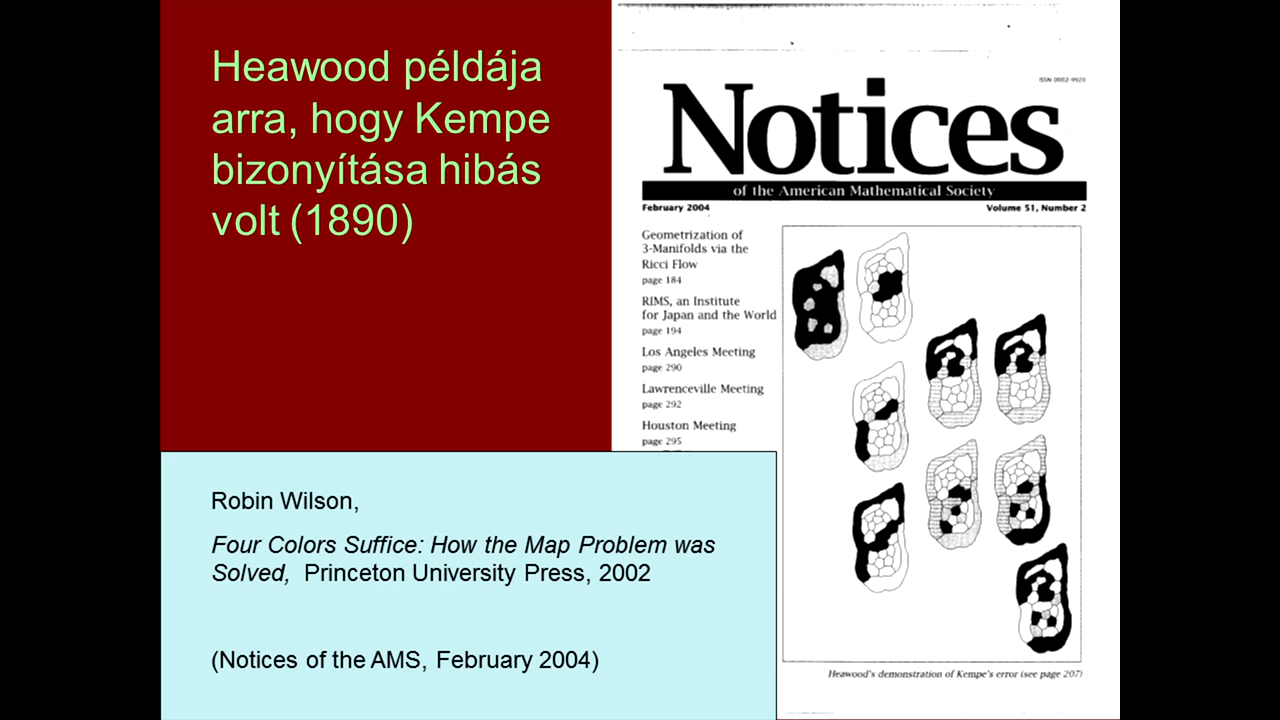 Heawood példája
arra, hogy Kempe
bizonyítása hibás
volt (1890)
Robin Wilson,
Four Colors Suffice: How the Map Problem was
Solved, Princeton University Press, 2002
(Notices of the AMS, February 2004)
ISSN 0002-9920
Notices
of the American Mathematical Society
February 2004
Volume 51, Number 2
Geometrization of
3-Manifolds via the
Ricci Flow
page 184
RIMS, an Institute
for Japan and the World
page 194
Los Angeles Meeting
page 290
Lawrenceville Meeting
page 292
Houston Meeting
page 295
Heawood's demonstration of Kempe's error (see page 207)